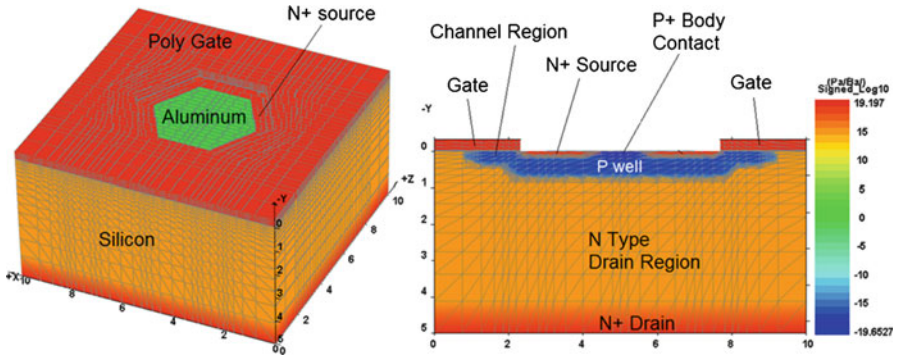 N+ source
Poly Gate
Aluminum
Silicon
-Y
0
1
2
3
4
5
0
+Z
10
8
6
4
2
+X
10
8
6
4
2
Channel Region
P+ Body
Contact
N+ Source
Gate
Gate
-Y
0
1
2
3
4
5
P well
N Type
Drain Region
N+ Drain
0
2
4
6
8
10
Signed_Log10
19.197
15
10
5
0
-5
-10
-15
-19.6527